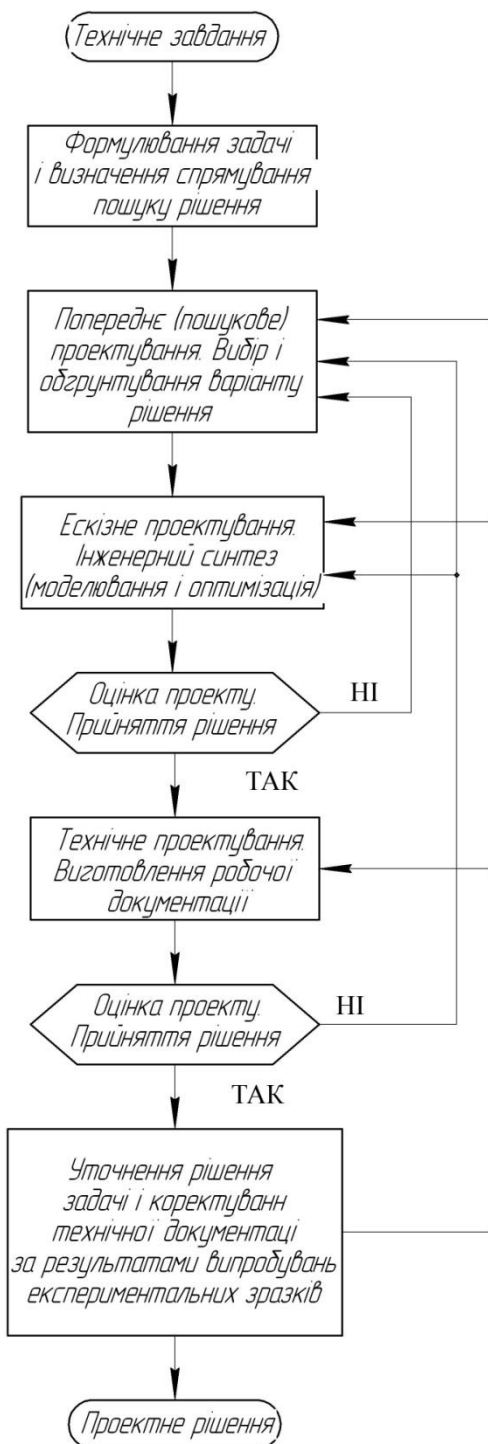 Технічне завдання
Формулювання задачі
і визначення спрямування
пошуку рішення
Попереднє (пошукове)
проектування. Вибір і
обгрунтування варіанту
рішення
Ескізне проектування.
Інженерний синтез
(моделювання і оптимізація)
Оцінка проекту.
Прийняття рішення
НІ
ТАК
Технічне проектування.
Виготовлення робочої
документації
Оцінка проекту.
Прийняття рішення
НІ
ТАК
Уточнення рішення
задачі і коректуванн
технічної документаці
за результатами випробувань
експериментальних зразків
Проектне рішення